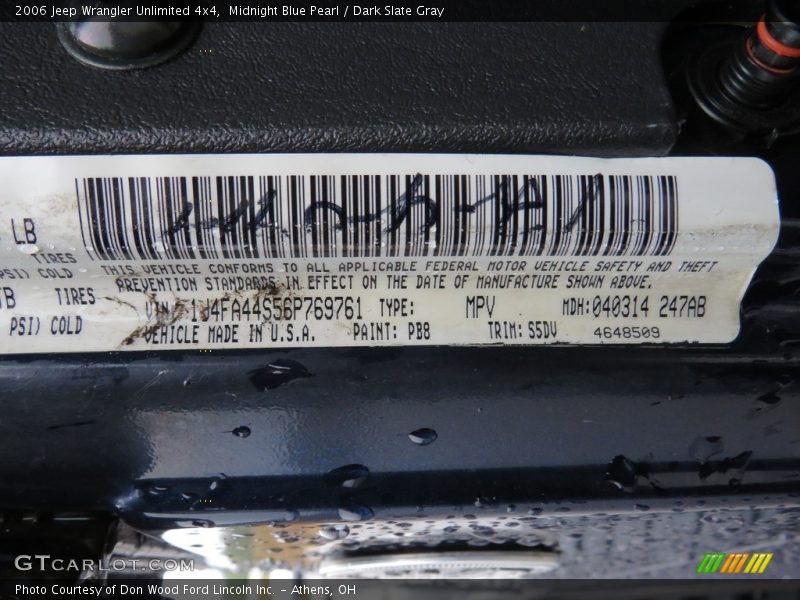 2006 Jeep Wrangler Unlimited 4x4, Midnight Blue Pearl / Dark Slate Gray
LB
TIRES
PSI) COLD
THIS VEHICLE CONFORMS TO ALL APPLICABLE FEDERAL MOTOR VEHICLE SAFETY AND THEFT
PREVENTION STANDARDS IN EFFECT ON THE DATE OF MANUFACTURE SHOWN ABOVE.
TB TIRES
VIN: 1J4FA44S56P769761 TYPE: MPV MDH: 040314 247AB
PSI) COLD
VEHICLE MADE IN U.S.A. PAINT: PB8 TRIM: S5DV 4648509
GTCARLOT.COM
Photo Courtesy of Don Wood Ford Lincoln Inc. - Athens, OH